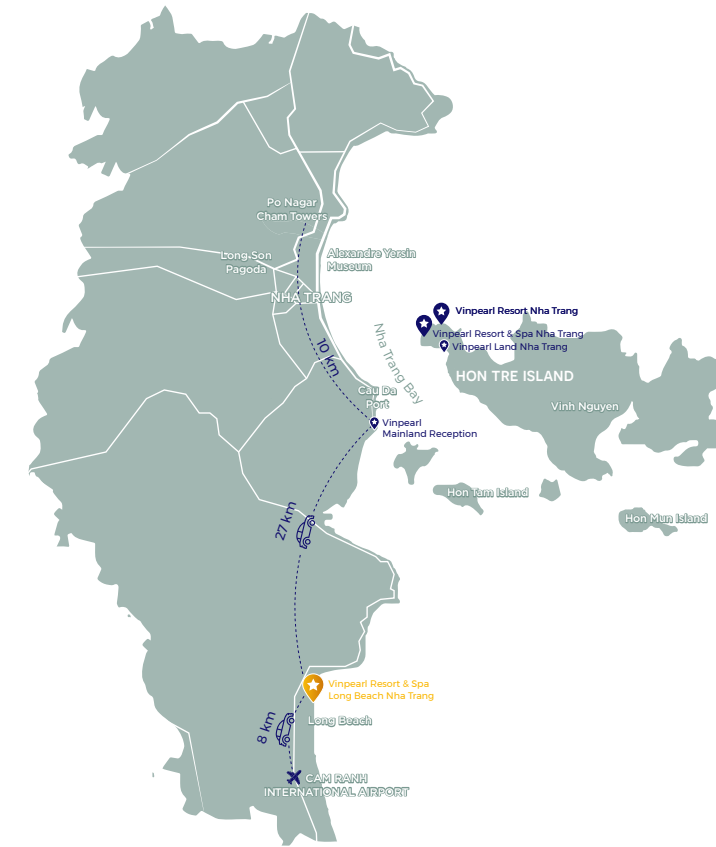 Po Nagar
Cham Towers
Long Son
Pagoda
Alexandre Yersin
Museum
NHA TRANG
Vinpearl Resort Nha Trang
Vinpearl Resort & Spa Nha Trang
Vinpearl Land Nha Trang
HON TRE ISLAND
Nha Trang Bay
10 km
Cau Da
Port
Vinh Nguyen
Vinpearl
Mainland Reception
Hon Tam Island
Hon Mun Island
27 km
Vinpearl Resort & Spa
Long Beach Nha Trang
Long Beach
8 km
CAM RANH
INTERNATIONAL AIRPORT